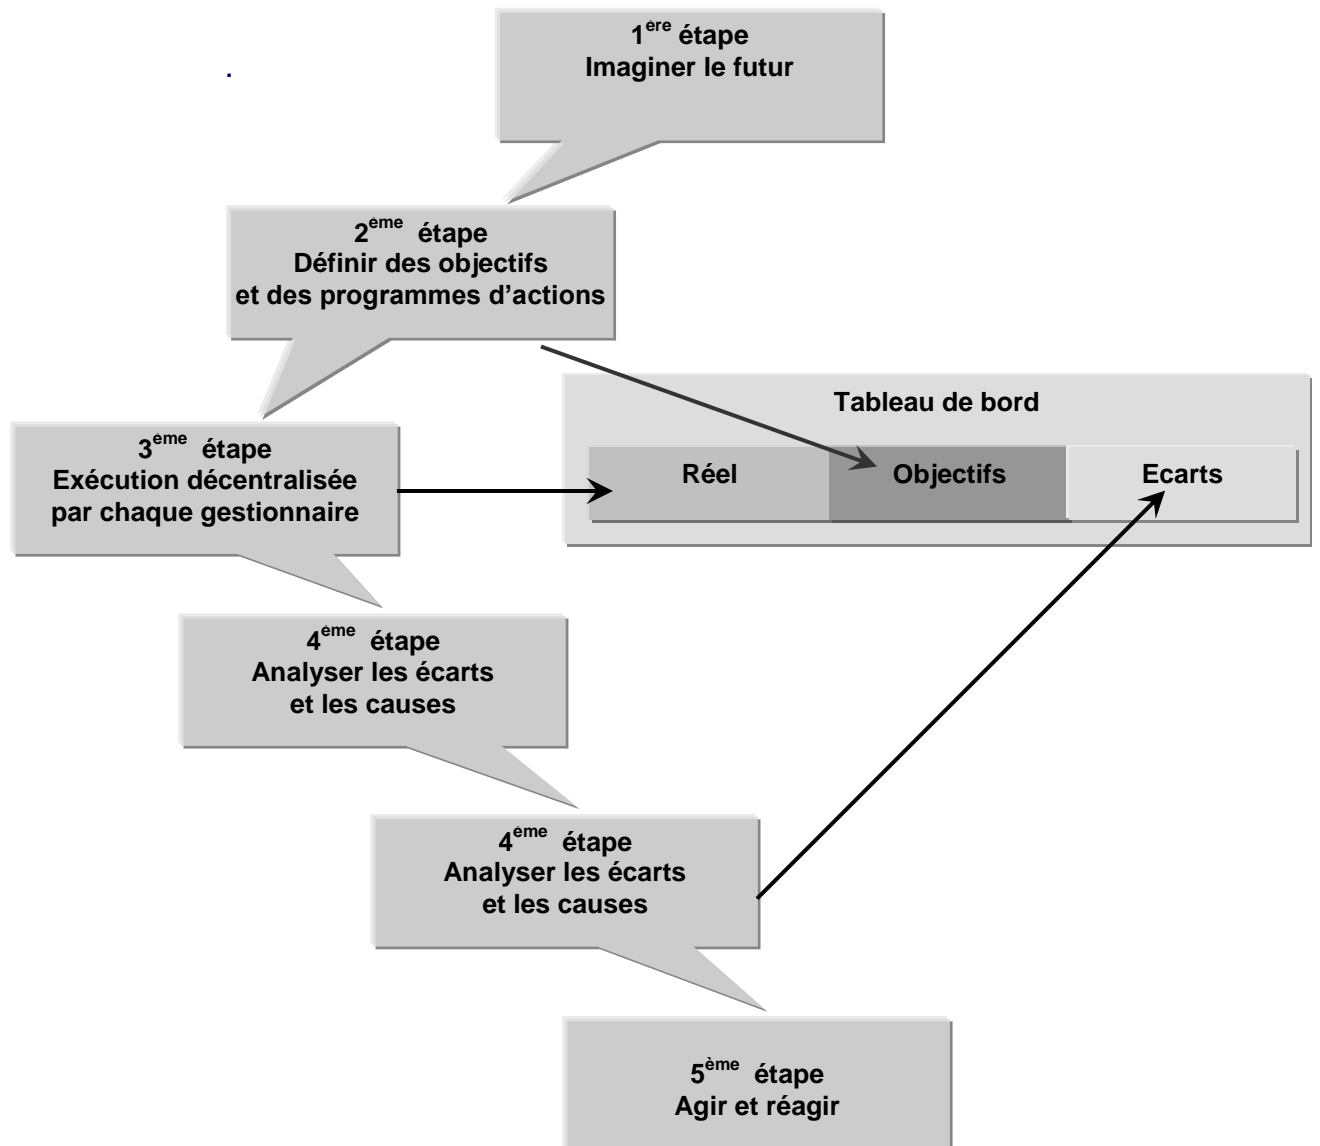 1ère étape
Imaginer le futur
.
2ème étape
Définir des objectifs
et des programmes d'actions
Tableau de bord
Réel
Objectifs
Ecarts
3ème étape
Exécution décentralisée
par chaque gestionnaire
4ème étape
Analyser les écarts
et les causes
4ème étape
Analyser les écarts
et les causes
5ème étape
Agir et réagir